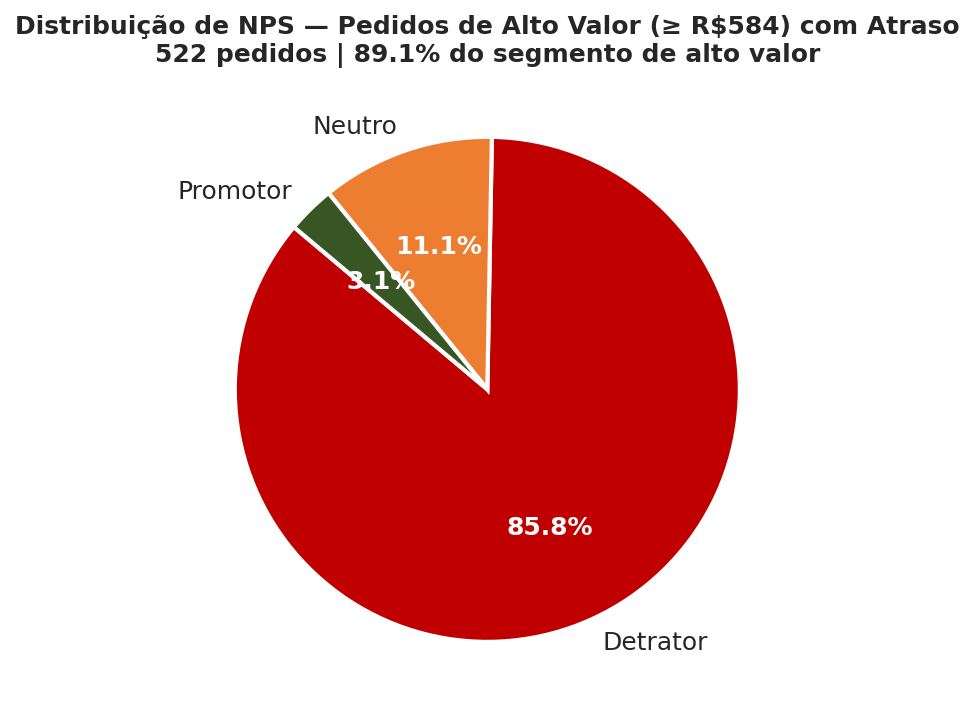 Distribuição de NPS — Pedidos de Alto Valor (≥ R$584) com Atraso
522 pedidos | 89.1% do segmento de alto valor
Neutro
Promotor
11.1%
3.1%
85.8%
Detrator